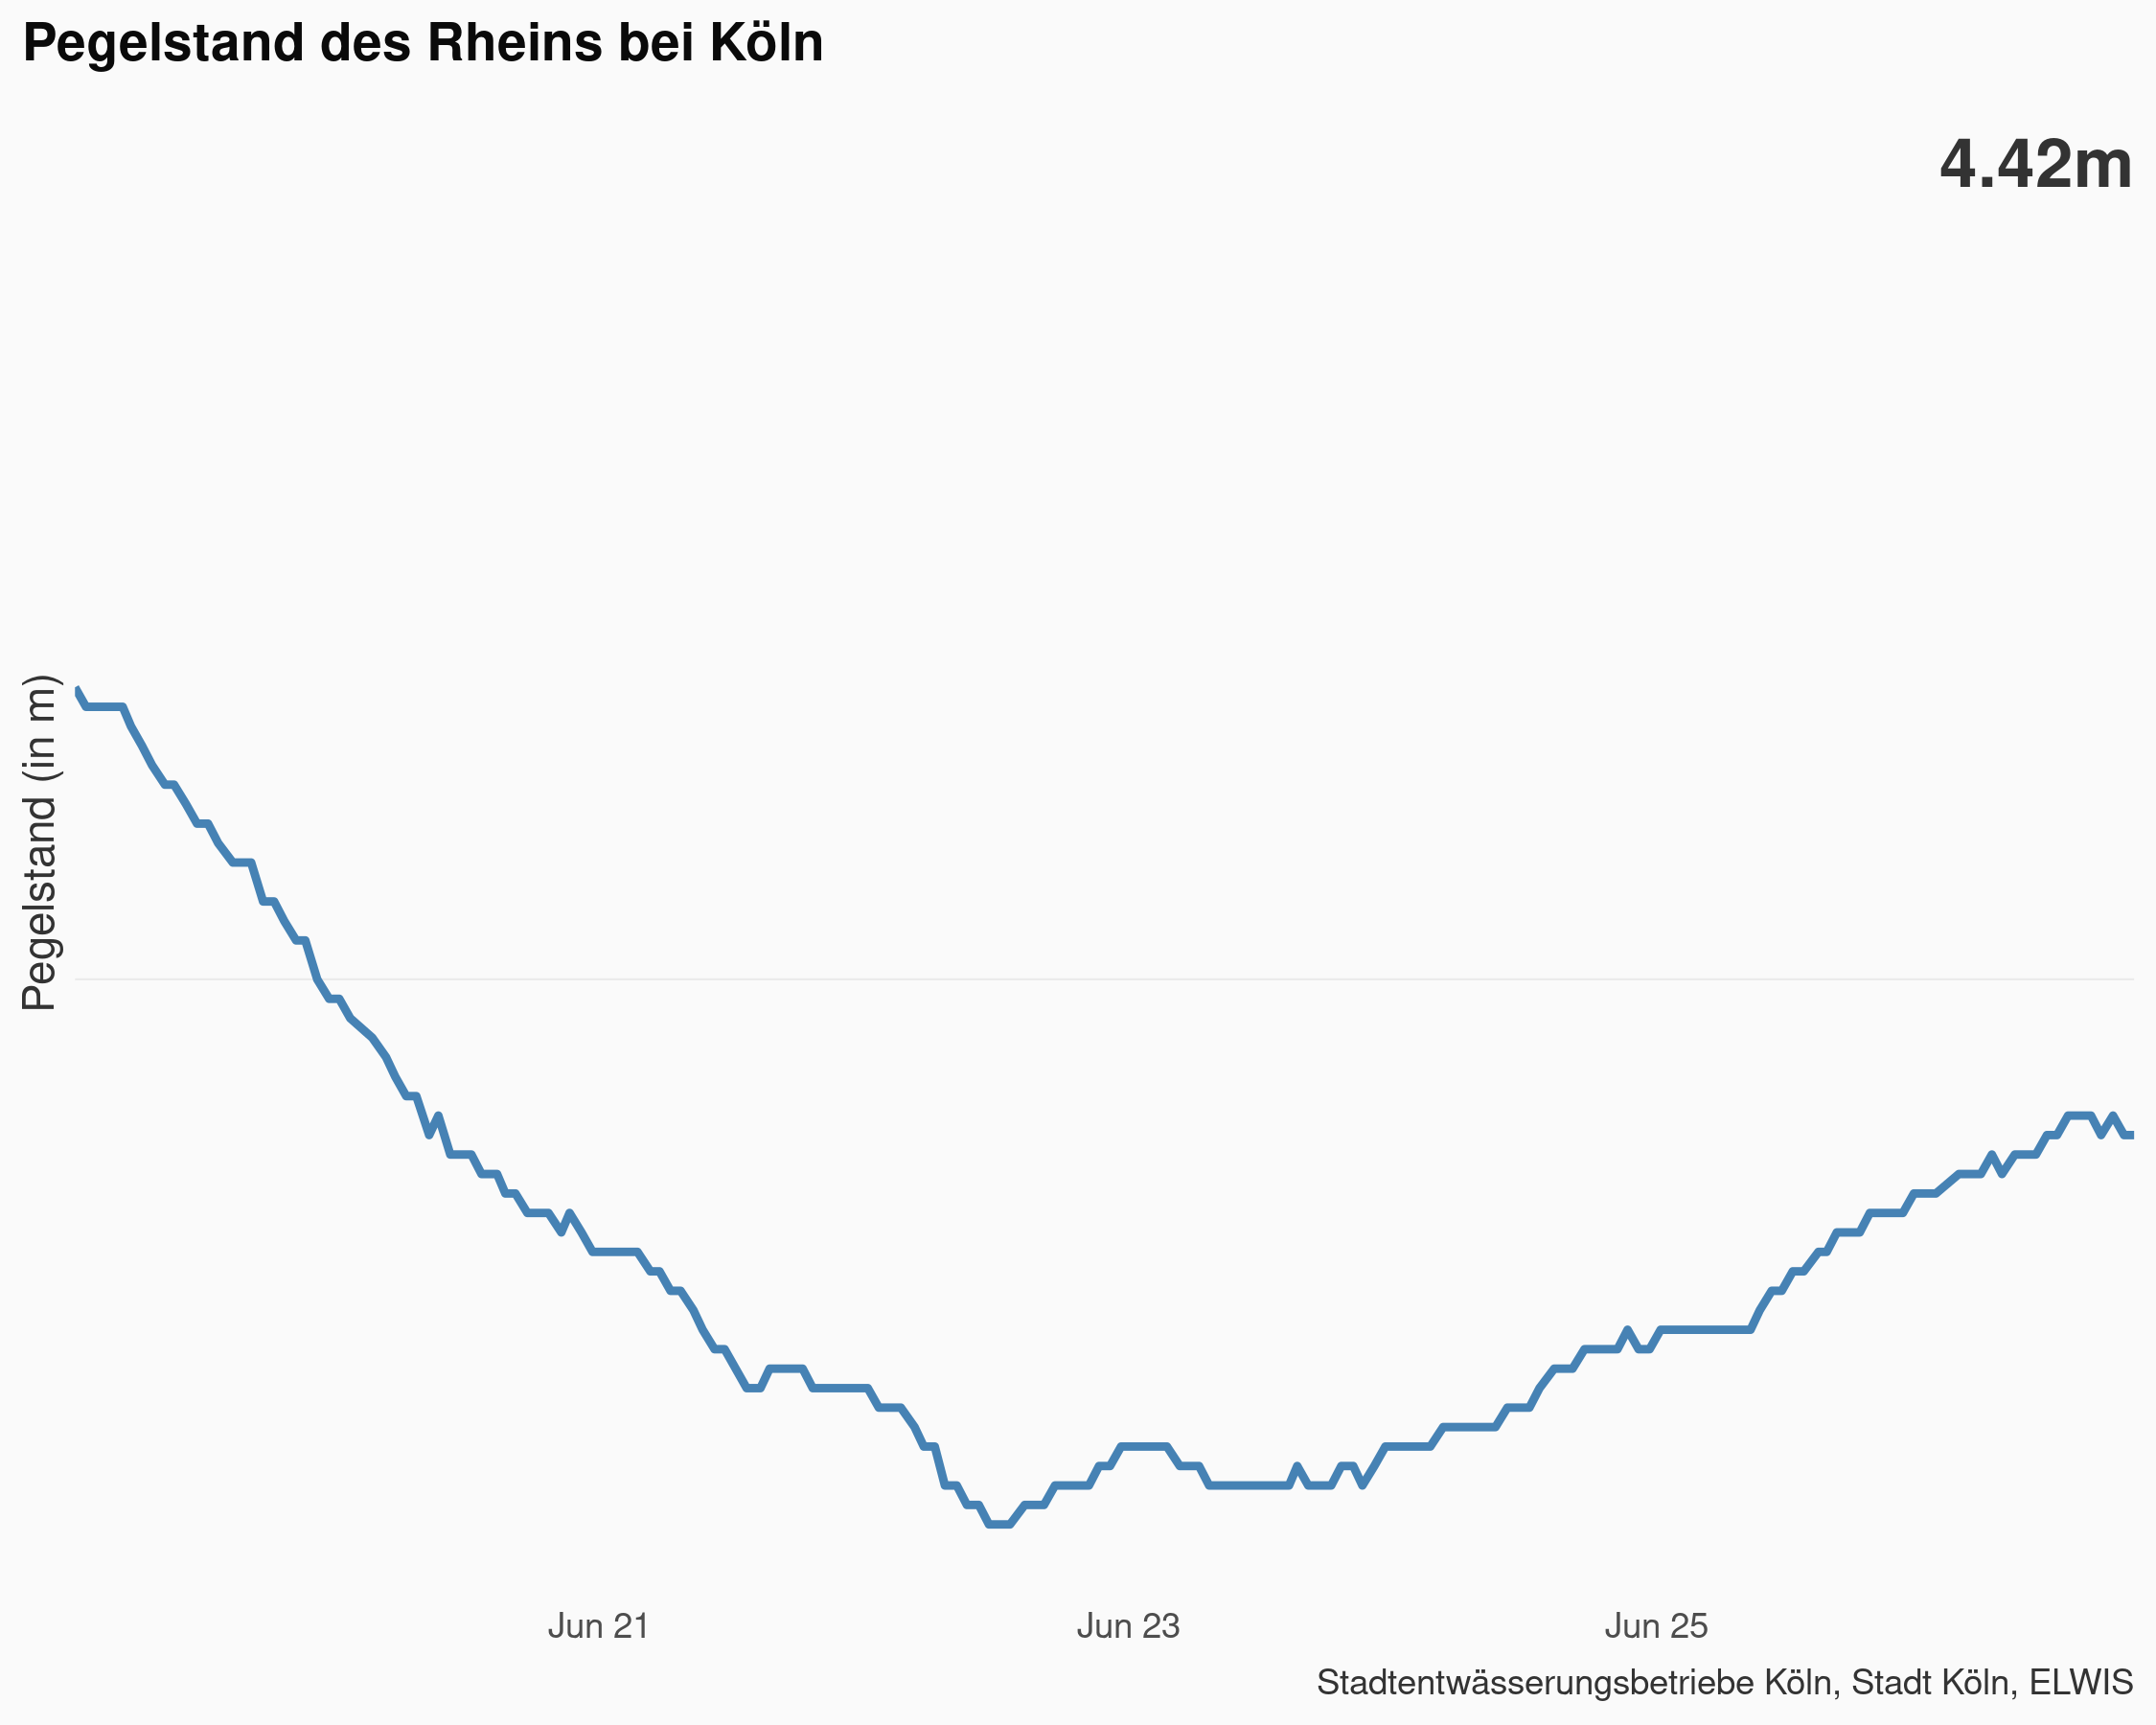 Pegelstand des Rheins bei Köln
4.42m
Pegelstand (in m)
Jun 21
Jun 23
Jun 25
Stadtentwässerungsbetriebe Köln, Stadt Köln, ELWIS